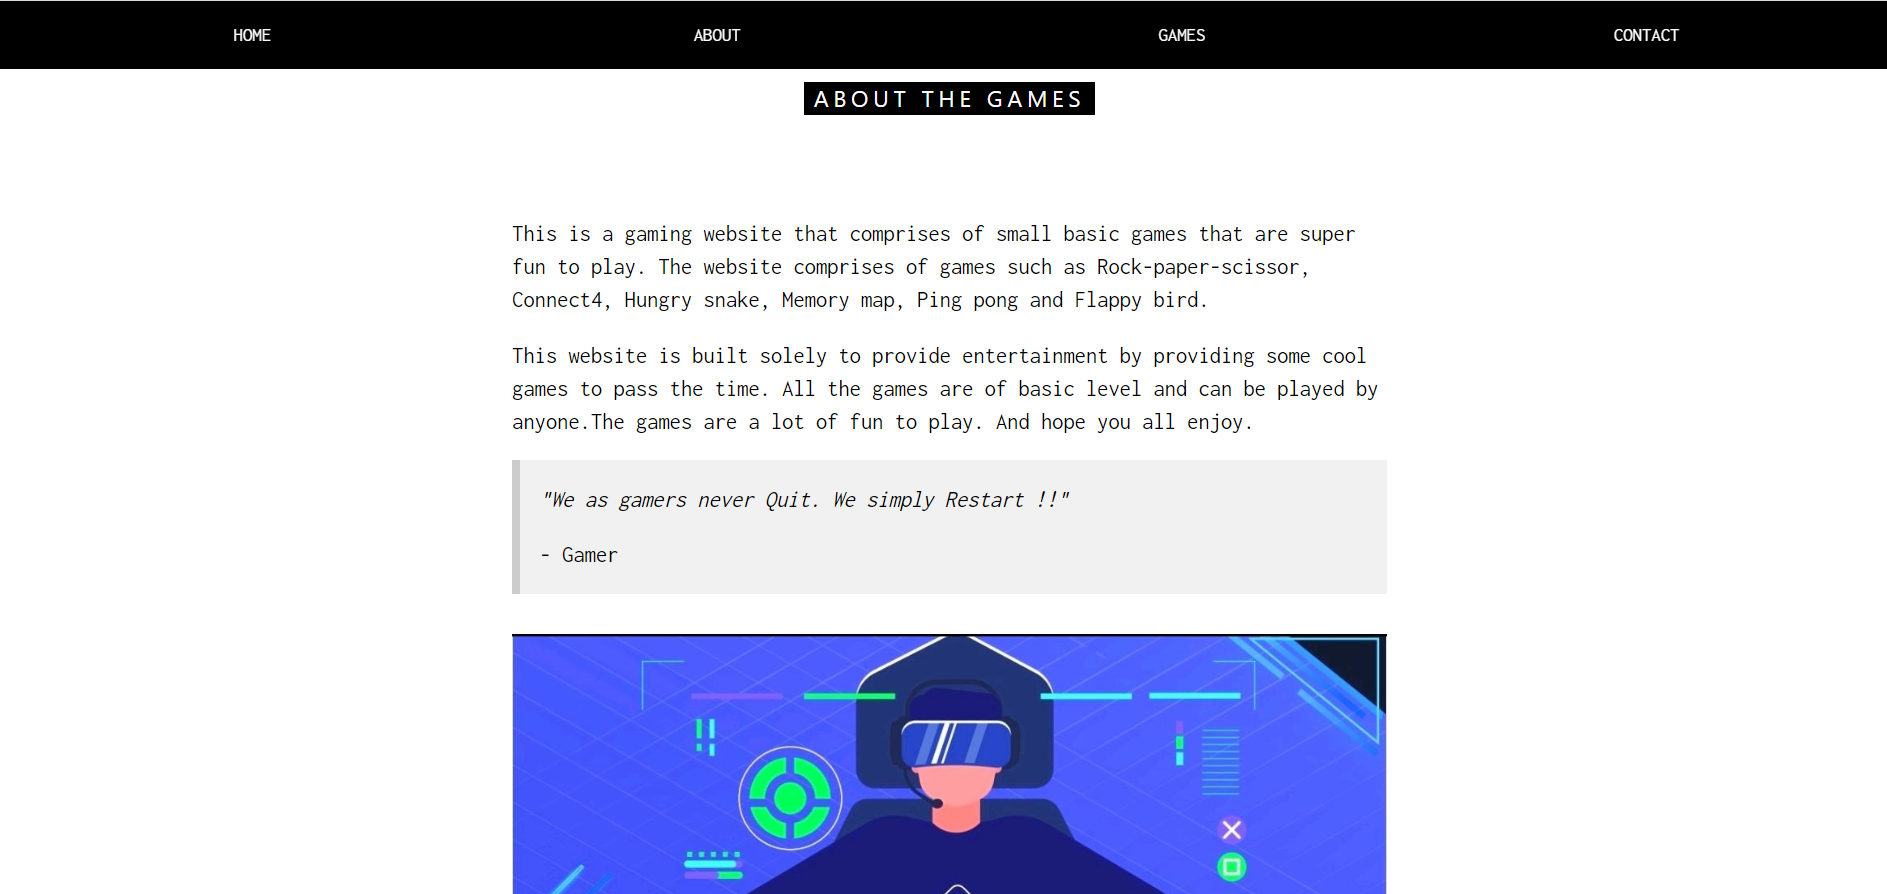 HOME ABOUT GAMES CONTACT
ABOUT THE GAMES
This is a gaming website that comprises of small basic games that are super
fun to play. The website comprises of games such as Rock-paper-scissor,
Connect4, Hungry snake, Memory map, Ping pong and Flappy bird.
This website is built solely to provide entertainment by providing some cool
games to pass the time. All the games are of basic level and can be played by
anyone.The games are a lot of fun to play. And hope you all enjoy.
"We as gamers never Quit. We simply Restart !!"
- Gamer